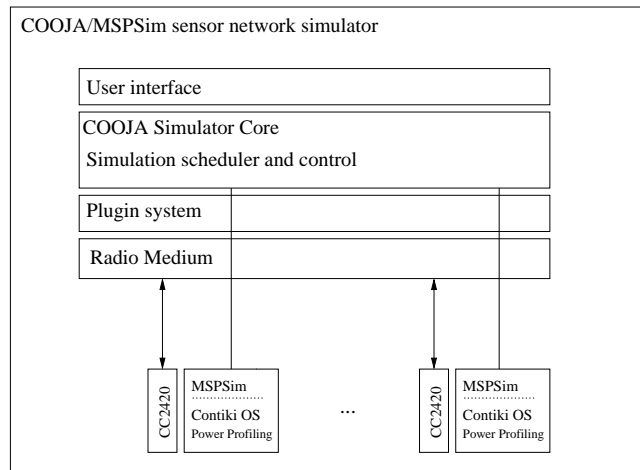 COOJA/MSPSim sensor network simulator
User interface
COOJA Simulator Core
Simulation scheduler and control
Plugin system
Radio Medium
CC2420
MSPSim
Contiki OS
Power Profiling
...
CC2420
MSPSim
Contiki OS
Power Profiling